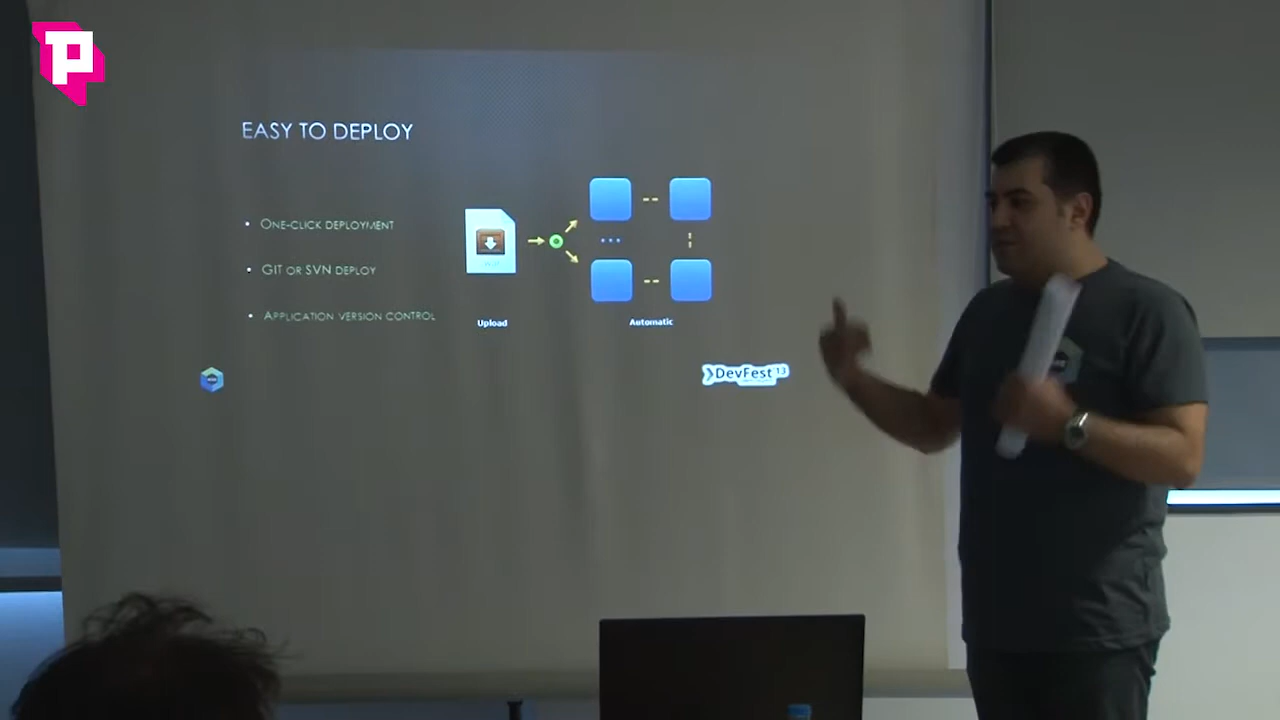 EASY TO DEPLOY
• ONE-CLICK DEPLOYMENT
• GIT OR SVN DEPLOY
• APPLICATION VERSION CONTROL
Upload
Automatic
DevFest 13